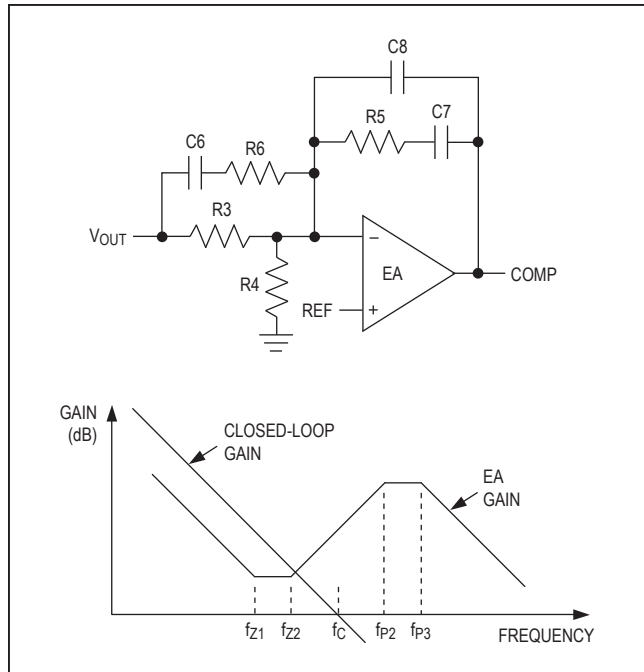 C8
R5
C7
C6
R6
R3
VOUT
R4
EA
COMP
REF
−
+
GAIN
(dB)
CLOSED-LOOP
GAIN
EA
GAIN
fZ1
fZ2
fC
fP2
fP3
FREQUENCY